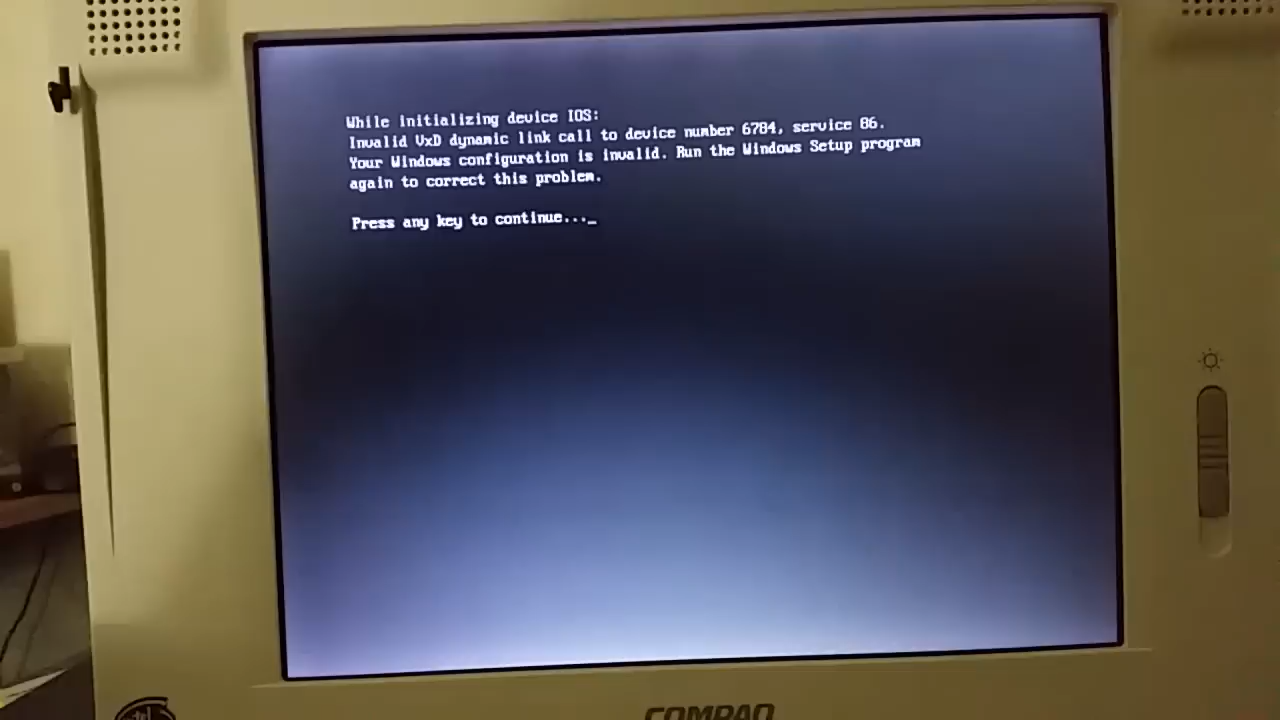 While initializing device IOS:
Invalid VxD dynamic link call to device number 6704, service 86.
Your Windows configuration is invalid. Run the Windows Setup program
again to correct this problem.
Press any key to continue..._
COMPAQ